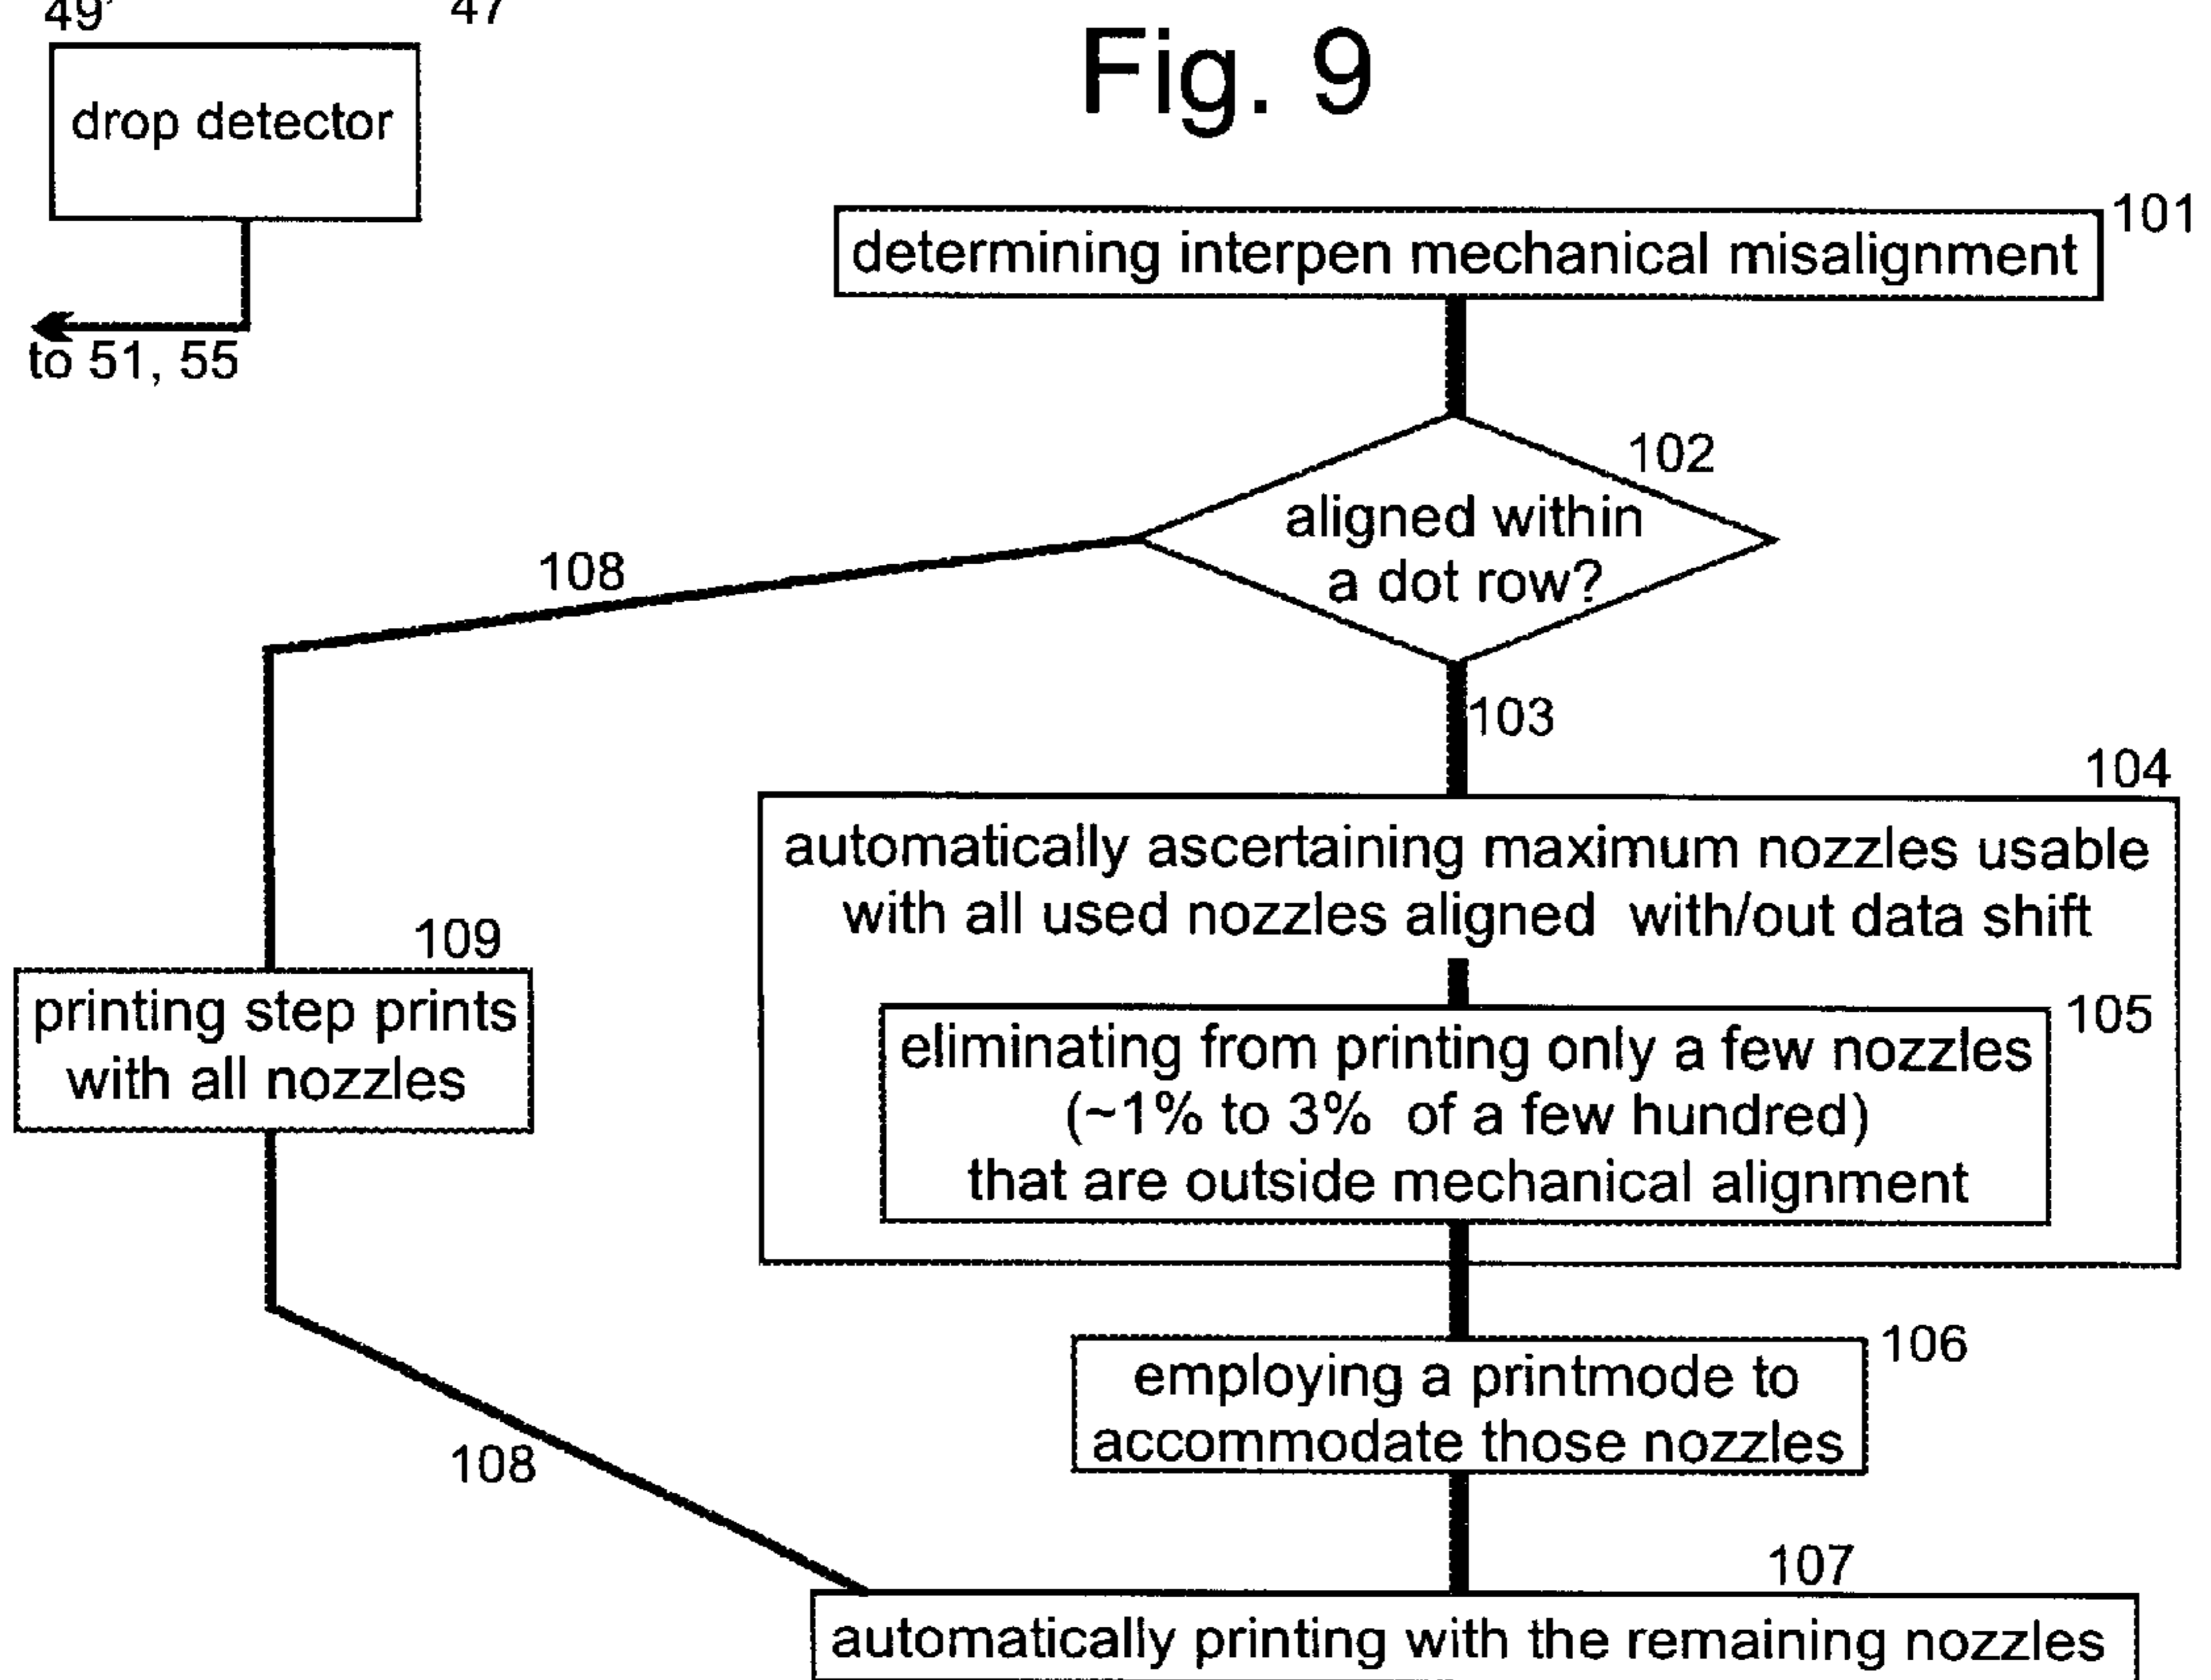 49'
47
drop detector
to 51, 55
Fig. 9
101
determining interpen mechanical misalignment
102
aligned within
a dot row?
108
103
104
automatically ascertaining maximum nozzles usable
with all used nozzles aligned with/out data shift
105
eliminating from printing only a few nozzles
(~1% to 3% of a few hundred)
that are outside mechanical alignment
109
printing step prints
with all nozzles
106
employing a printmode to
accommodate those nozzles
108
107
automatically printing with the remaining nozzles